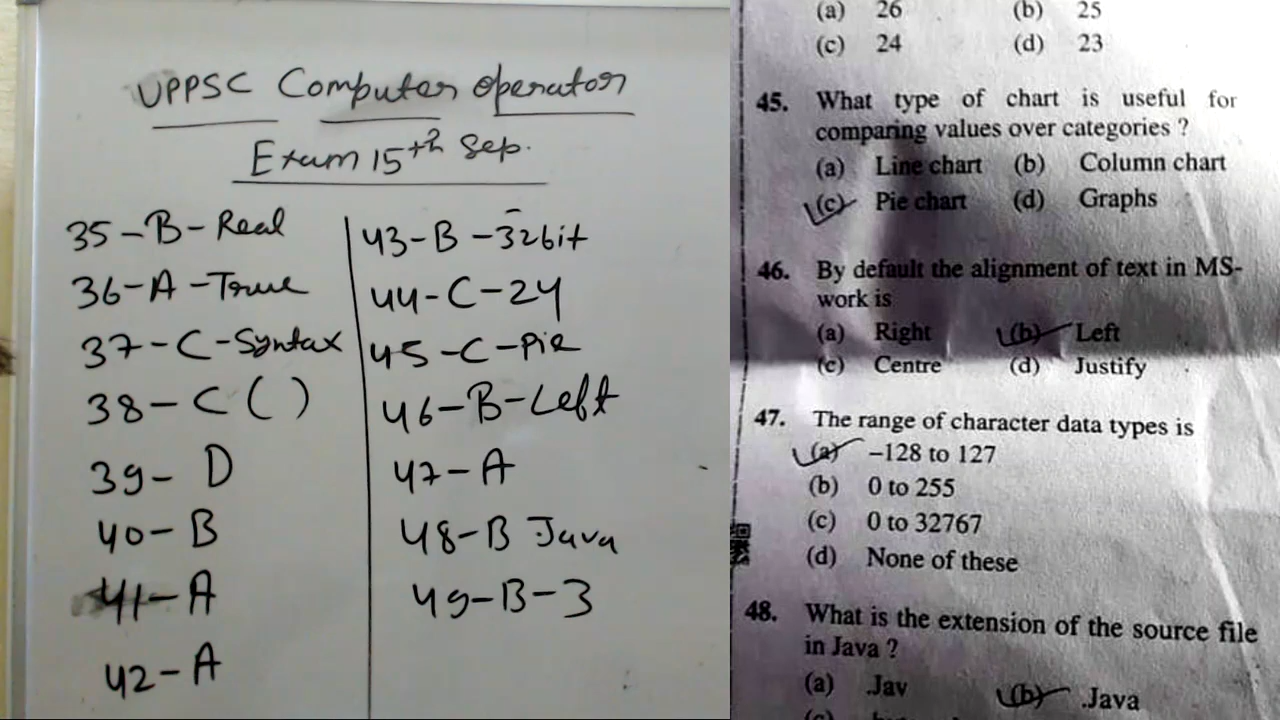 UPPSC Computer operator
Exam 15th Sep.
35-B-Real
36-A-True
37-C-Syntax
38-C( )
39-D
40-B
41-A
42-A
43-B-32bit
44-C-24
45-C-Pie
46-B-Left
47-A
48-B Java
49-B-3
(a) 26 (b) 25
(c) 24 (d) 23
45. What type of chart is useful for
comparing values over categories ?
(a) Line chart (b) Column chart
(c) Pie chart (d) Graphs
46. By default the alignment of text in MS-
work is
(a) Right (b) Left
(c) Centre (d) Justify
47. The range of character data types is
(a) –128 to 127
(b) 0 to 255
(c) 0 to 32767
(d) None of these
48. What is the extension of the source file
in Java ?
(a) .Jav (b) .Java
(c)